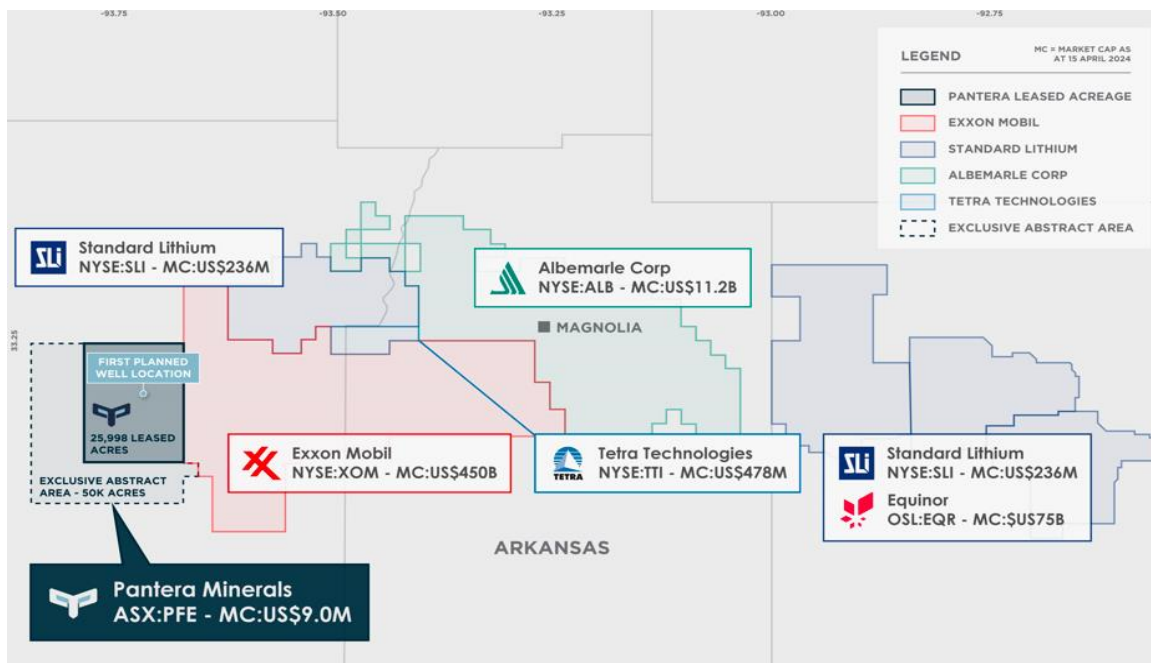 -93.75
-93.50
-93.25
-93.00
-92.75
LEGEND
MC = MARKET CAP AS
AT 15 APRIL 2024
PANTERA LEASED ACREAGE
EXXON MOBIL
STANDARD LITHIUM
ALBEMARLE CORP
TETRA TECHNOLOGIES
EXCLUSIVE ABSTRACT AREA
SLi
Standard Lithium
NYSE:SLI - MC:US$236M
Albemarle Corp
NYSE:ALB - MC:US$11.2B
MAGNOLIA
33.25
FIRST PLANNED
WELL LOCATION
25,998 LEASED
ACRES
EXCLUSIVE ABSTRACT
AREA - 50K ACRES
Exxon Mobil
NYSE:XOM - MC:US$450B
TETRA
Tetra Technologies
NYSE:TTI - MC:US$478M
SLi
Standard Lithium
NYSE:SLI - MC:US$236M
Equinor
OSL:EQR - MC:$US75B
ARKANSAS
Pantera Minerals
ASX:PFE - MC:US$9.0M